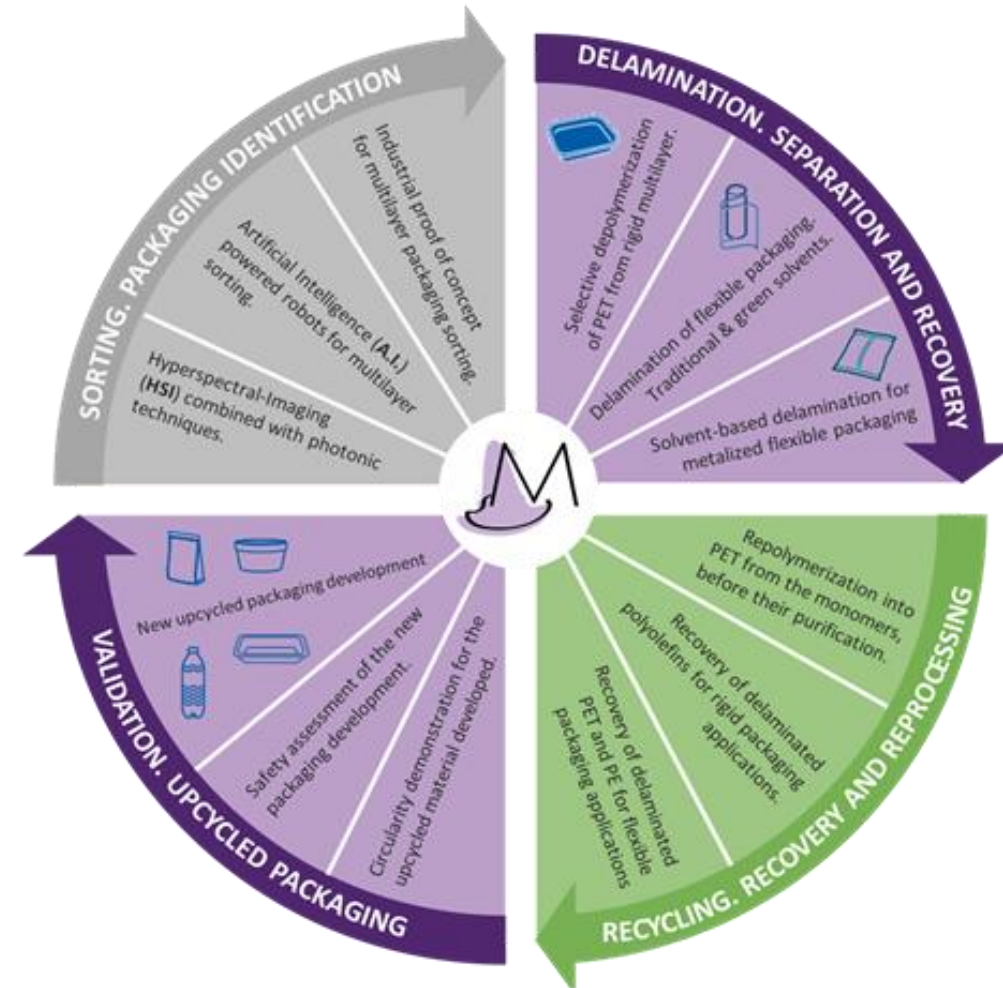 SORTING. PACKAGING IDENTIFICATION
Hyperspectral-Imaging
(HSI) combined with photonic
techniques.
Artificial Intelligence (A.I.)
powered robots for multilayer
sorting.
Industrial proof of concept
for multilayer packaging sorting.
DELAMINATION. SEPARATION AND RECOVERY
Selective depolymerization
of PET from rigid multilayer.
Delamination of flexible packaging.
Traditional & green solvents.
Solvent-based delamination for
metalized flexible packaging
RECYCLING. RECOVERY AND REPROCESSING
Repolymerization into
PET from the monomers,
before their purification.
Recovery of delaminated
polyolefins for rigid packaging
applications.
Recovery of delaminated
PET and PE for flexible
packaging applications
VALIDATION. UPCYCLED PACKAGING
Circularity demonstration for the
upcycled material developed.
Safety assessment of the new
packaging development.
New upcycled packaging development
M